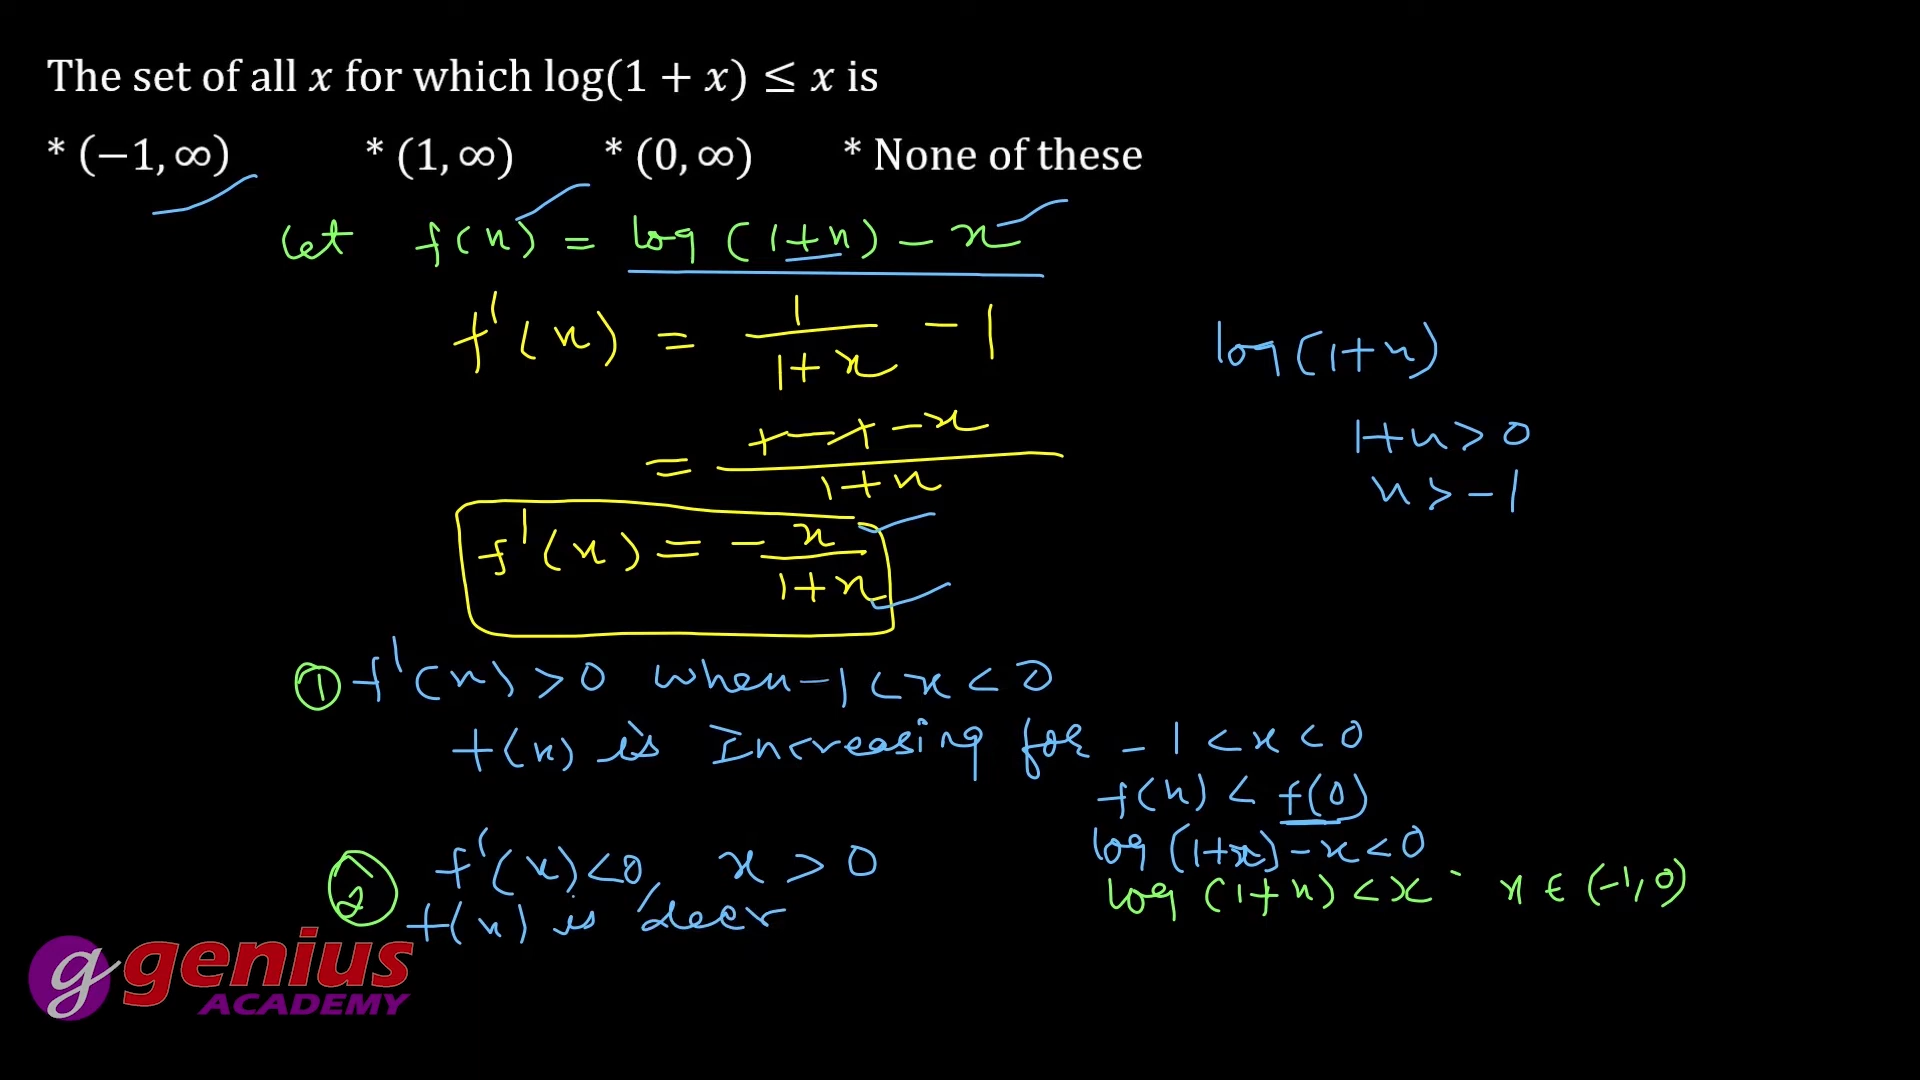 The set of all x for which log(1 + x) ≤ x is
* (−1, ∞) * (1, ∞) * (0, ∞) * None of these
Let f(x) = log (1+x) − x
f'(x) = 1/(1+x) − 1
= (1 − 1 − x)/(1+x)
f'(x) = − x/(1+x)
log(1+x)
1+x > 0
x > −1
① f'(x) > 0 when −1 < x < 0
f(x) is Increasing for −1 < x < 0
f(x) < f(0)
log (1+x) − x < 0
log (1+x) < x x ∈ (−1, 0)
② f'(x) < 0, x > 0
f(x) is decr
g genius
ACADEMY